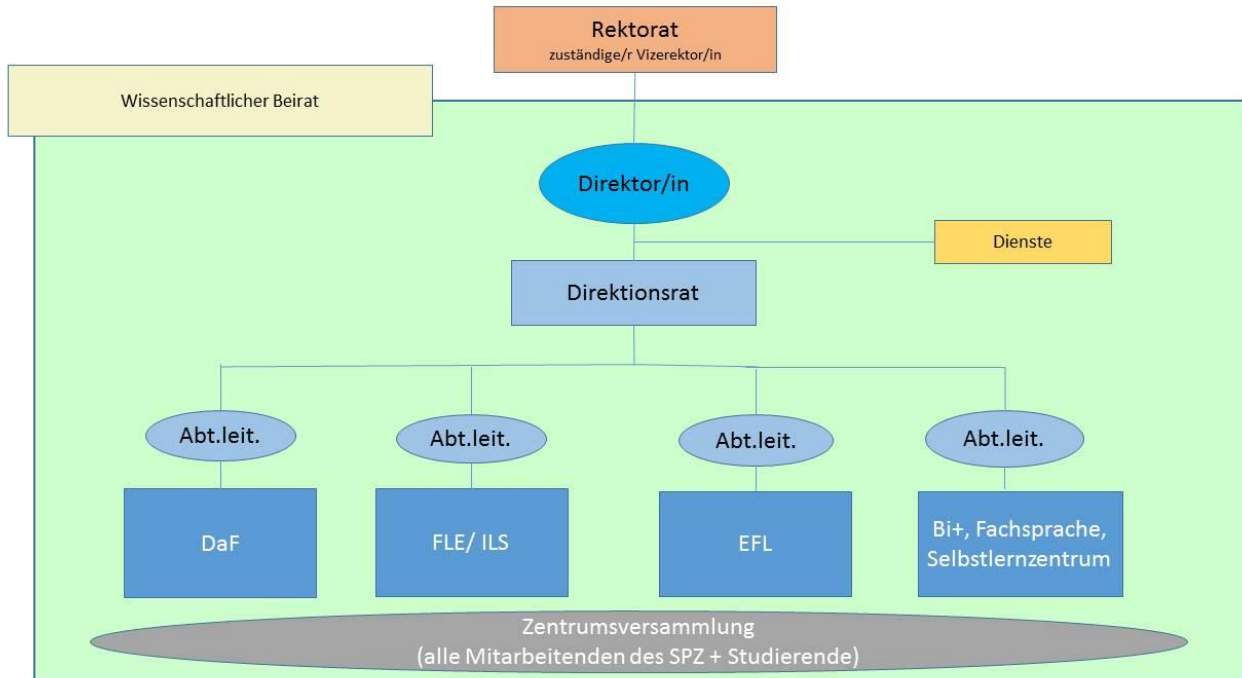 Rektorat
zuständige/r Vizerektor/in
Wissenschaftlicher Beirat
Direktor/in
Dienste
Direktionsrat
Abt.leit.
Abt.leit.
Abt.leit.
Abt.leit.
DaF
FLE/ ILS
EFL
Bi+, Fachsprache,
Selbstlernzentrum
Zentrumsversammlung
(alle Mitarbeitenden des SPZ + Studierende)